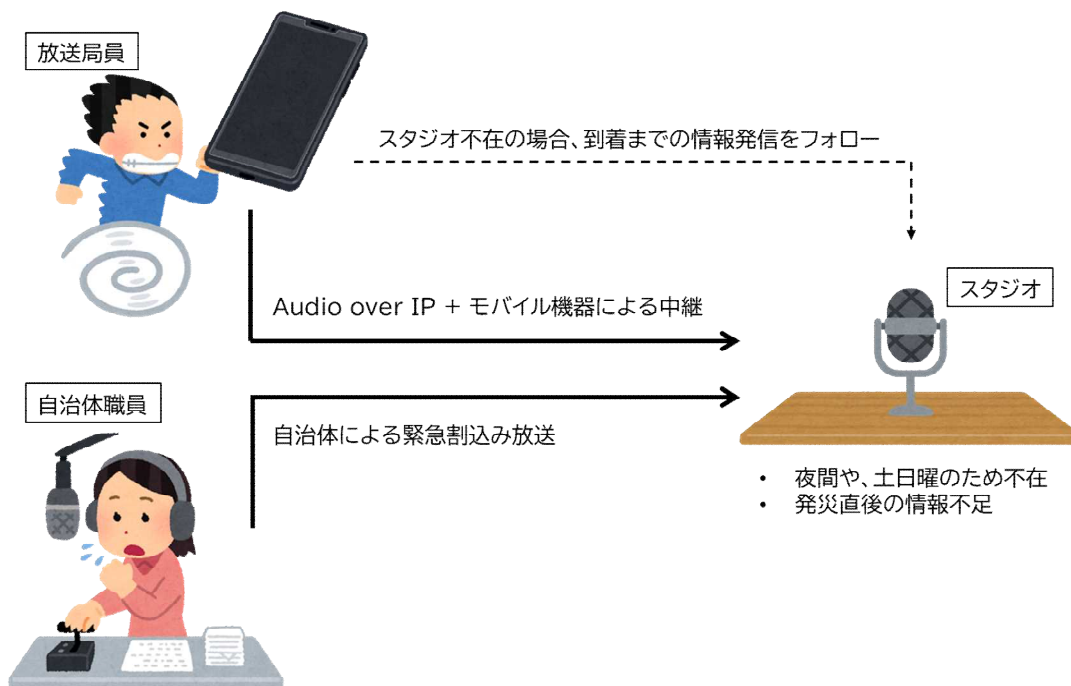 放送局員
スタジオ不在の場合、到着までの情報発信をフォロー
Audio over IP + モバイル機器による中継
スタジオ
自治体職員
自治体による緊急割込み放送
• 夜間や、土日曜のため不在
• 発災直後の情報不足